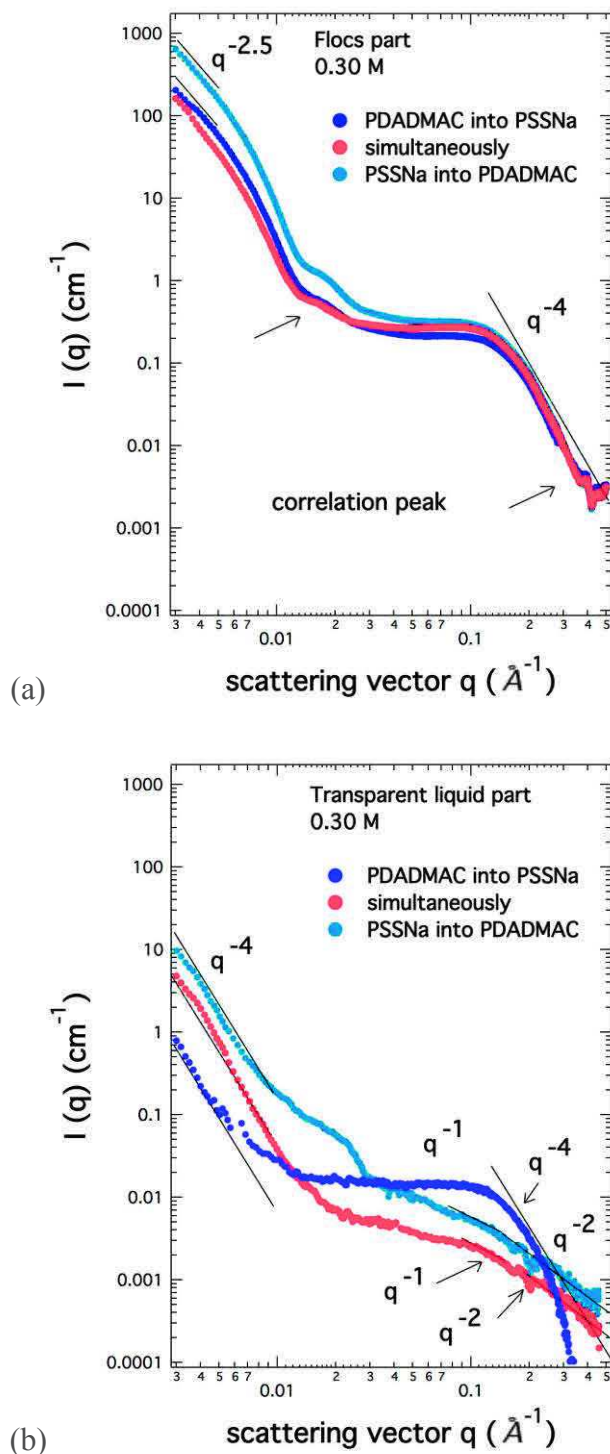 1000
100
10
1
0.1
0.01
0.001
0.0001
I (q) (cm⁻¹)
q⁻²·⁵
Flocs part
0.30 M
PDADMAC into PSSNa
simultaneously
PSSNa into PDADMAC
q⁻⁴
correlation peak
3 4 5 6 7 0.01 2 3 4 5 6 7 0.1 2 3 4 5
scattering vector q ( Å⁻¹)
(a)
1000
100
10
1
0.1
0.01
0.001
0.0001
I (q) (cm⁻¹)
Transparent liquid part
0.30 M
PDADMAC into PSSNa
simultaneously
PSSNa into PDADMAC
q⁻⁴
q⁻¹
q⁻⁴
q⁻²
q⁻¹
q⁻²
3 4 5 6 7 0.01 2 3 4 5 6 7 0.1 2 3 4 5
scattering vector q ( Å⁻¹)
(b)